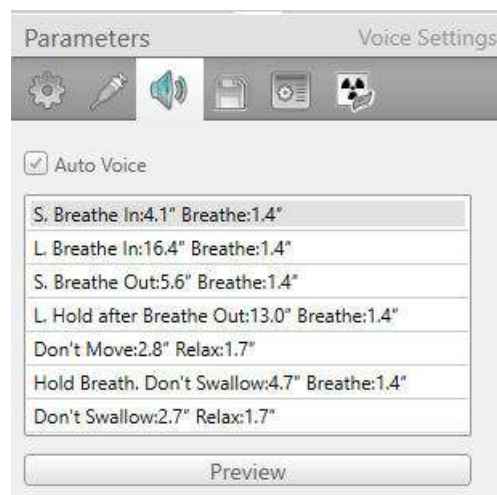 Parameters Voice Settings
Auto Voice
S. Breathe In:4.1" Breathe:1.4"
L. Breathe In:16.4" Breathe:1.4"
S. Breathe Out:5.6" Breathe:1.4"
L. Hold after Breathe Out:13.0" Breathe:1.4"
Don't Move:2.8" Relax:1.7"
Hold Breath. Don't Swallow:4.7" Breathe:1.4"
Don't Swallow:2.7" Relax:1.7"
Preview